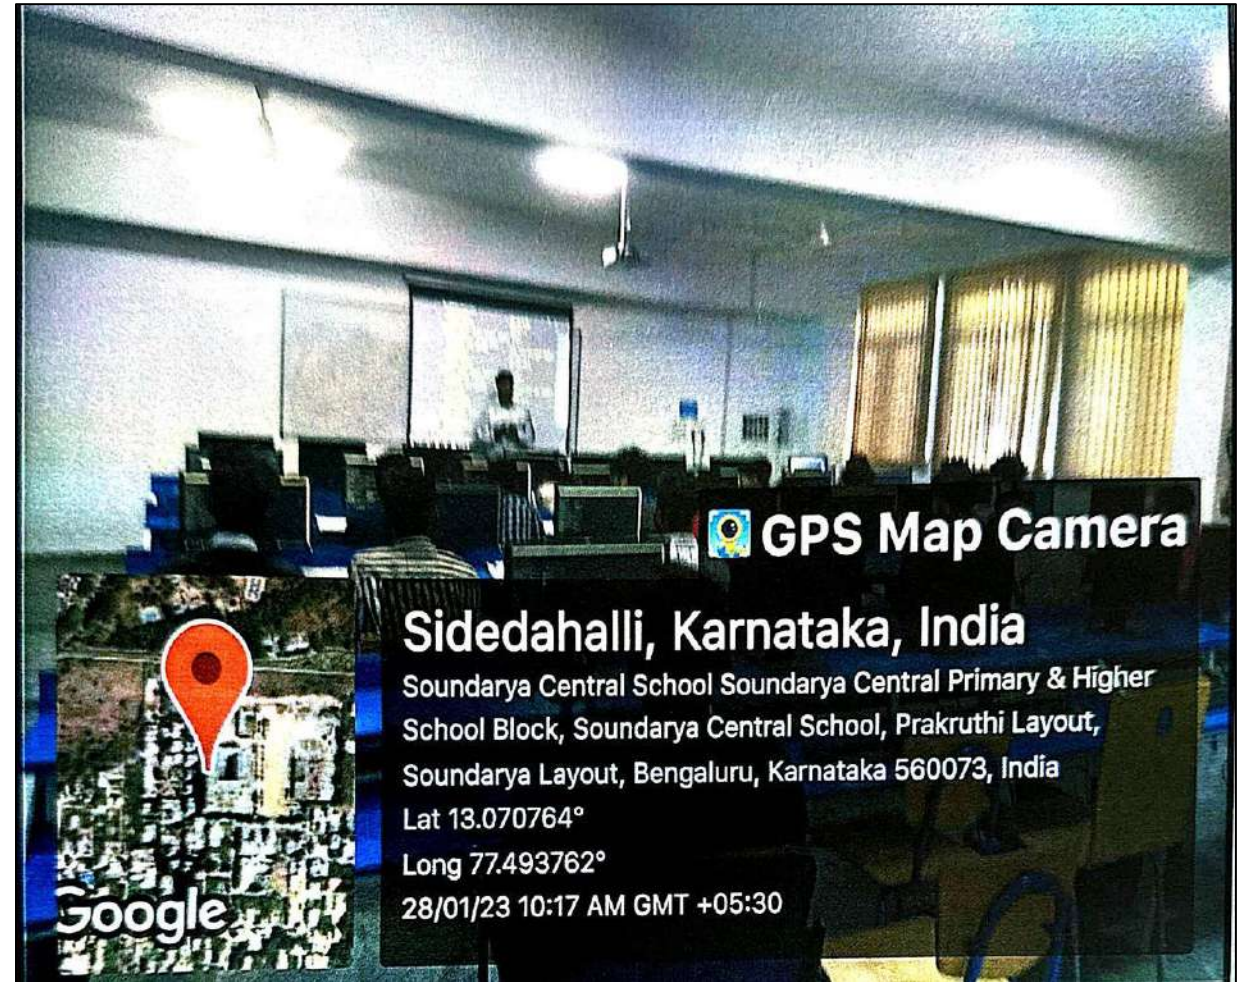 GPS Map Camera
Sidedahalli, Karnataka, India
Soundarya Central School Soundarya Central Primary & Higher
School Block, Soundarya Central School, Prakruthi Layout,
Soundarya Layout, Bengaluru, Karnataka 560073, India
Lat 13.070764°
Long 77.493762°
28/01/23 10:17 AM GMT +05:30
Google